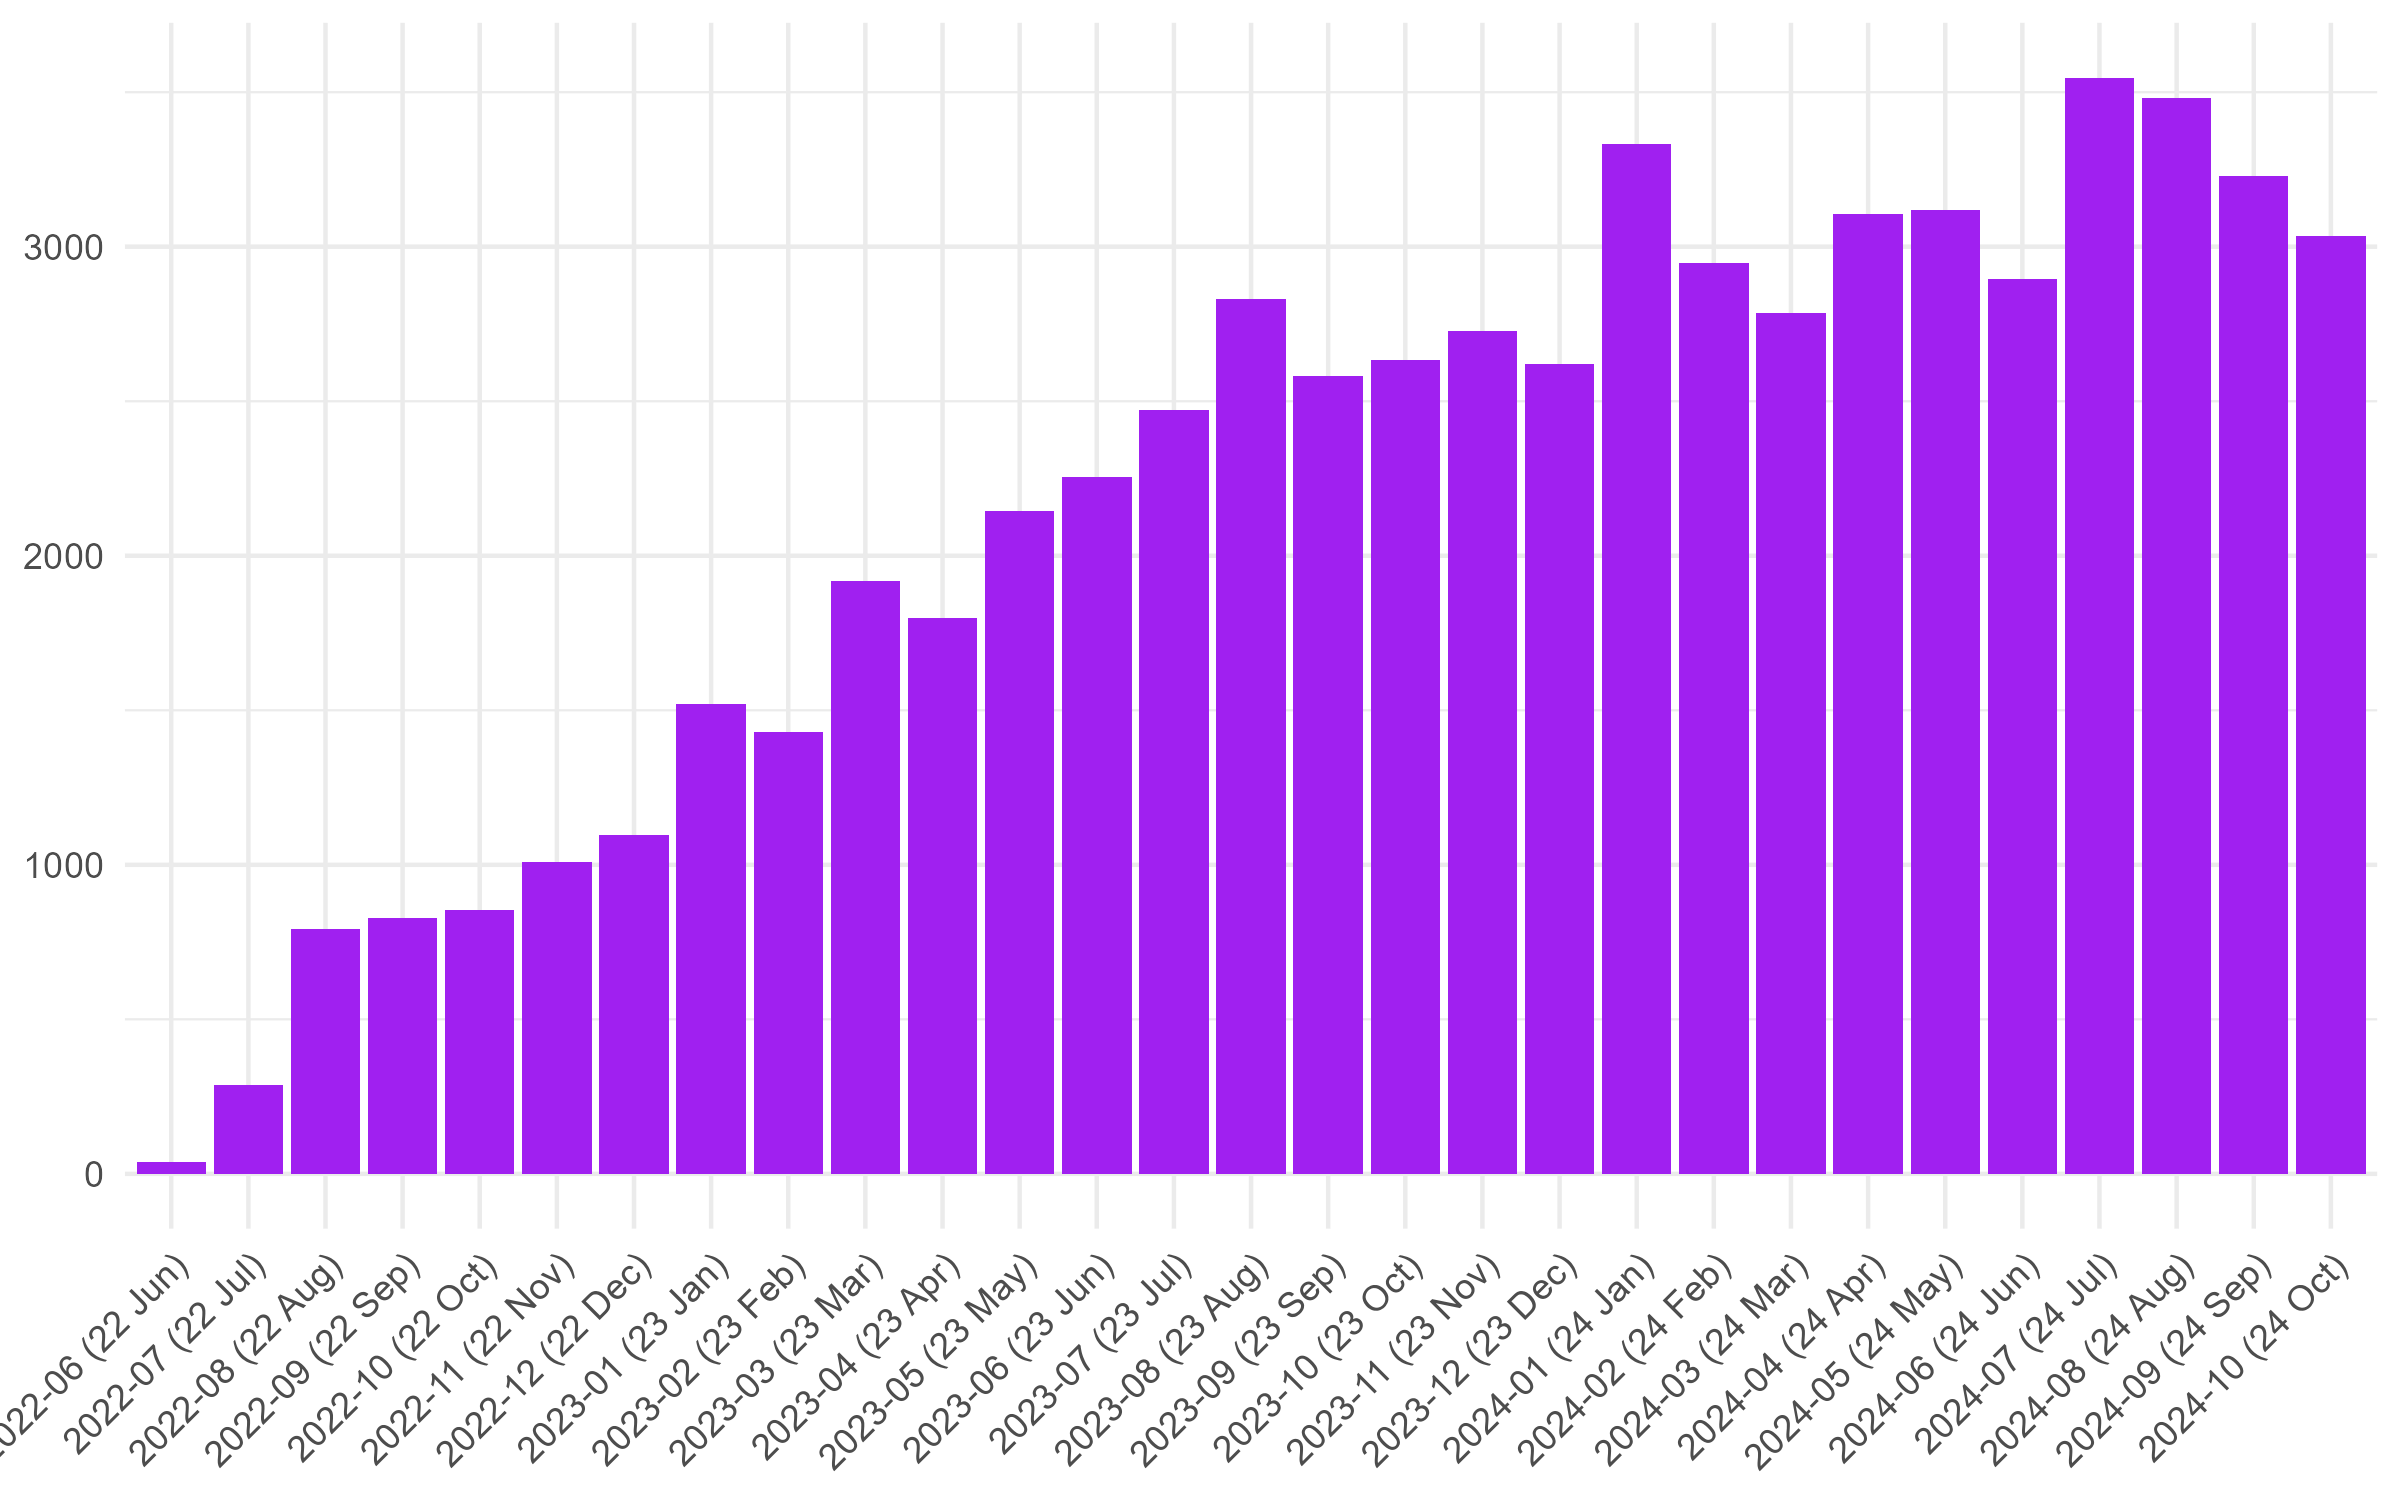 3000
2000
1000
0
2022-06 (22 Jun)
2022-07 (22 Jul)
2022-08 (22 Aug)
2022-09 (22 Sep)
2022-10 (22 Oct)
2022-11 (22 Nov)
2022-12 (22 Dec)
2023-01 (23 Jan)
2023-02 (23 Feb)
2023-03 (23 Mar)
2023-04 (23 Apr)
2023-05 (23 May)
2023-06 (23 Jun)
2023-07 (23 Jul)
2023-08 (23 Aug)
2023-09 (23 Sep)
2023-10 (23 Oct)
2023-11 (23 Nov)
2023-12 (23 Dec)
2024-01 (24 Jan)
2024-02 (24 Feb)
2024-03 (24 Mar)
2024-04 (24 Apr)
2024-05 (24 May)
2024-06 (24 Jun)
2024-07 (24 Jul)
2024-08 (24 Aug)
2024-09 (24 Sep)
2024-10 (24 Oct)